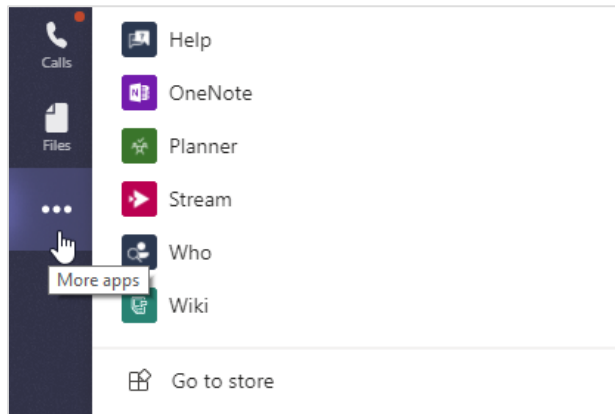 Calls
Files
More apps
Help
OneNote
Planner
Stream
Who
Wiki
Go to store